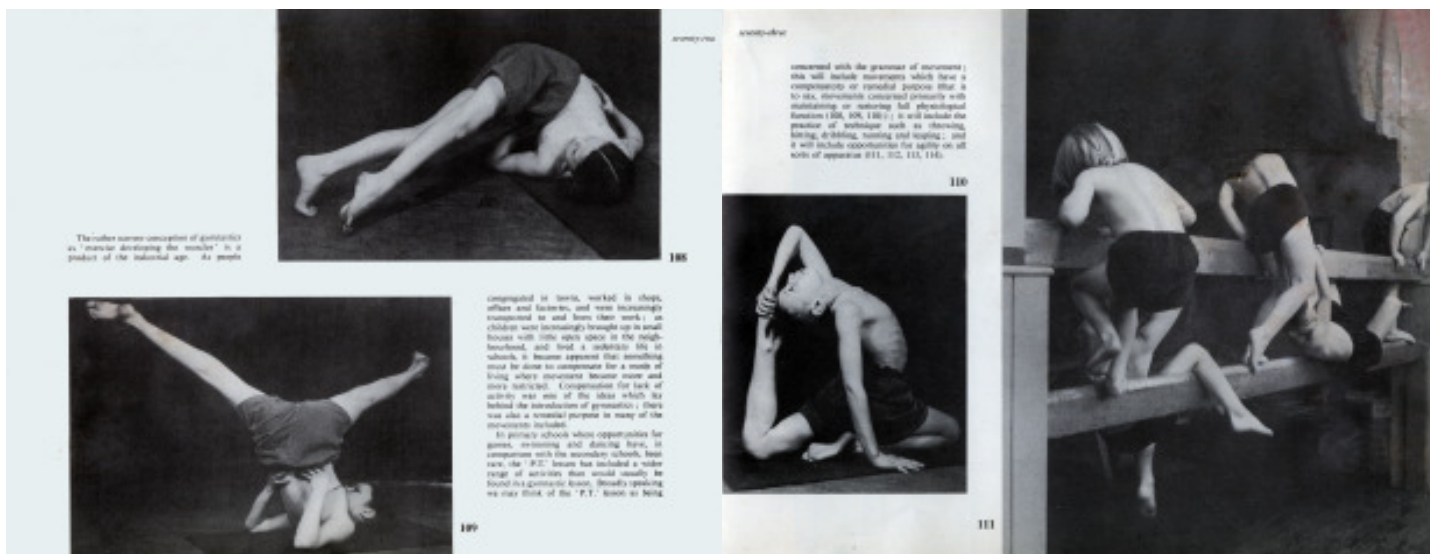 seventy-two
The rather narrow conception of gymnastics
as 'exercise developing the muscles' is a
product of the industrial age. As people
108
congregated in towns, worked in shops,
offices and factories, and were increasingly
transported to and from their work; as
children were increasingly brought up in small
houses with little open space in the neigh-
bourhood, and lived a sedentary life in
schools, it became apparent that something
must be done to compensate for a mode of
living where movement became more and
more restricted. Compensation for lack of
activity was one of the ideas which lay
behind the introduction of gymnastics; there
was also a remedial purpose in many of the
movements included.
In primary schools where opportunities for
games, swimming and dancing have, in
comparison with the secondary schools, been
rare, the 'P.T.' lesson has included a wider
range of activities than would usually be
found in a gymnastic lesson. Broadly speaking
we may think of the 'P.T.' lesson as being
109
seventy-three
concerned with the grammar of movement;
this will include movements which have a
compensatory or remedial purpose (that is
to say, movements concerned primarily with
maintaining or restoring full physiological
function (108, 109, 110)); it will include the
practice of technique such as throwing,
hitting, dribbling, running and leaping; and
it will include opportunities for agility on all
sorts of apparatus (111, 112, 113, 114).
110
111